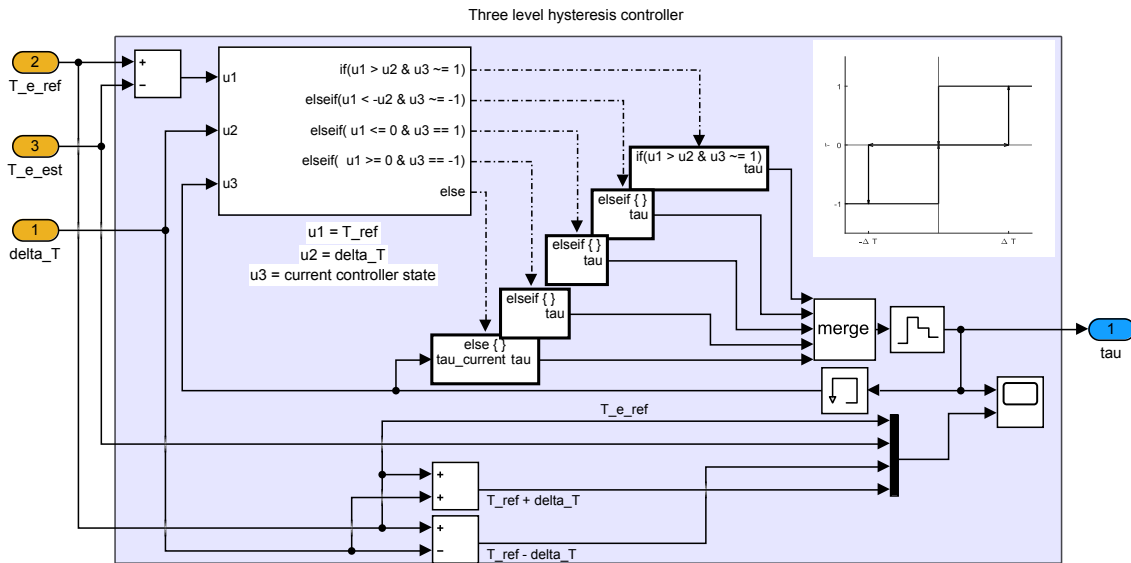 Three level hysteresis controller
2
T_e_ref
3
T_e_est
1
delta_T
+
−
u1
u2
u3
if(u1 > u2 & u3 ~= 1)
elseif(u1 < -u2 & u3 ~= -1)
elseif( u1 <= 0 & u3 == 1)
elseif( u1 >= 0 & u3 == -1)
else
u1 = T_ref
u2 = delta_T
u3 = current controller state
if(u1 > u2 & u3 ~= 1)
tau
elseif { }
tau
elseif { }
tau
elseif { }
tau
else { }
tau_current tau
merge
1
0
-1
-Δ T
Δ T
1
tau
T_e_ref
+
+
T_ref + delta_T
+
−
T_ref - delta_T